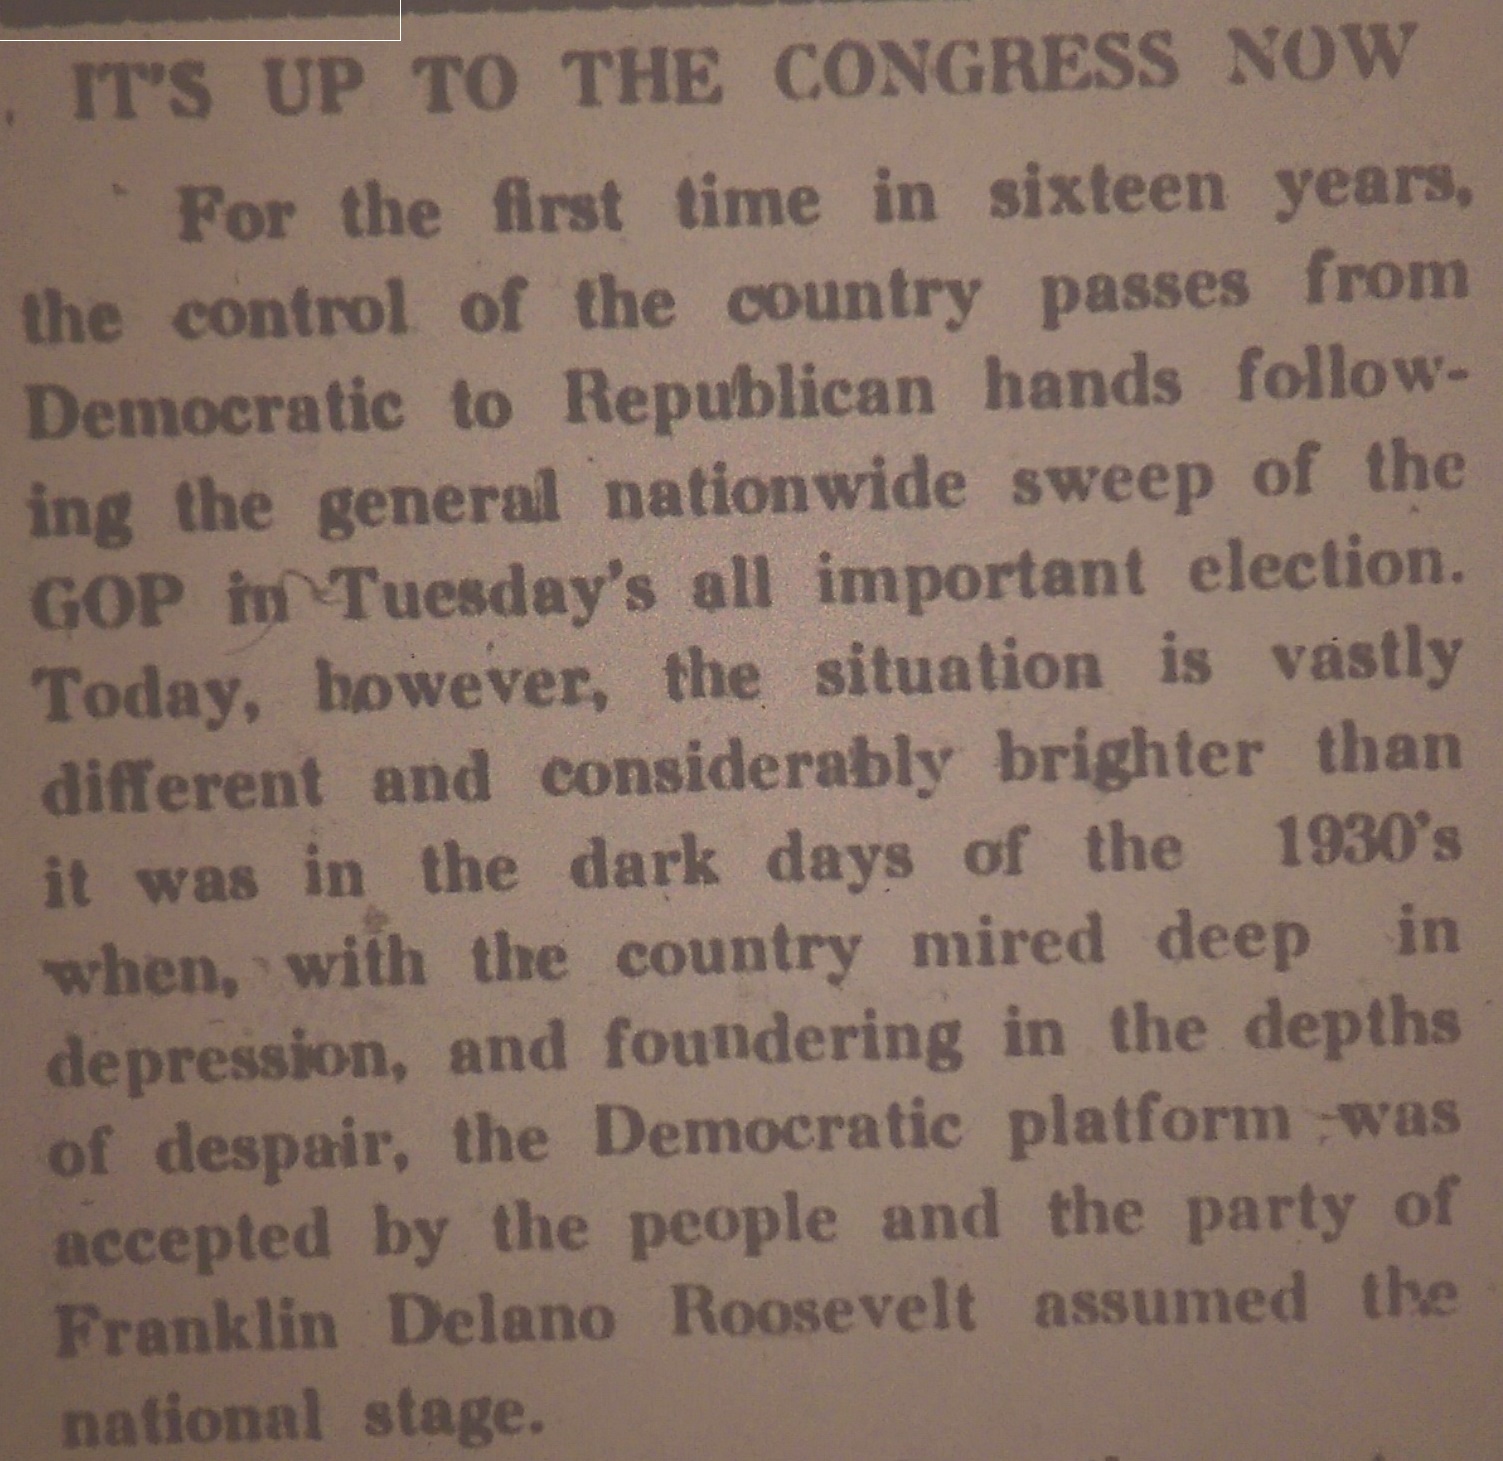 IT'S UP TO THE CONGRESS NOW
For the first time in sixteen years,
the control of the country passes from
Democratic to Republican hands follow-
ing the general nationwide sweep of the
GOP in Tuesday's all important election.
Today, however, the situation is vastly
different and considerably brighter than
it was in the dark days of the 1930's
when, with the country mired deep in
depression, and foundering in the depths
of despair, the Democratic platform was
accepted by the people and the party of
Franklin Delano Roosevelt assumed the
national stage.